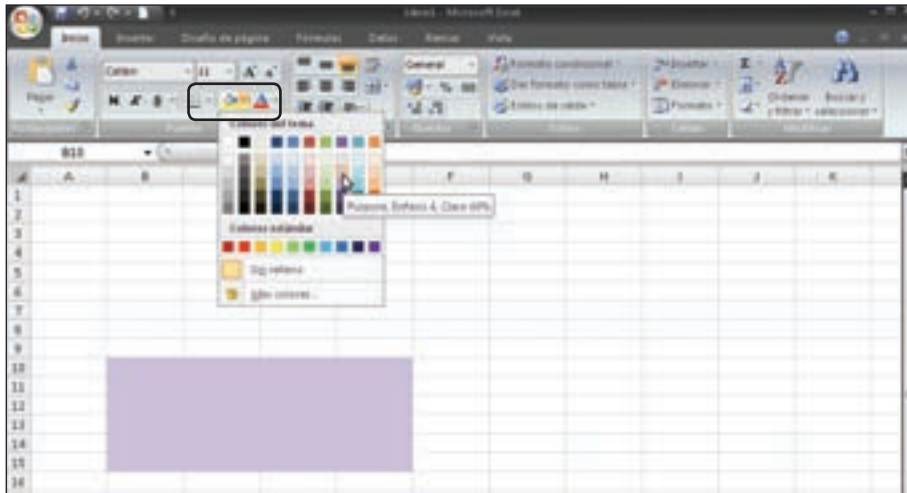 Libro1 - Microsoft Excel
Inicio Insertar Diseño de página Fórmulas Datos Revisar Vista
Calibri 11 A A General Formato condicional Insertar Σ
Pegar Dar formato como tabla Eliminar Ordenar Buscar y
N K S % 000 Estilos de celda Formato y filtrar seleccionar
Colores del tema
B10
A B F G H I J K
Púrpura, Énfasis 4, Claro 60%
Colores estándar
Sin relleno
Más colores...
1
2
3
4
5
6
7
8
9
10
11
12
13
14
15
16